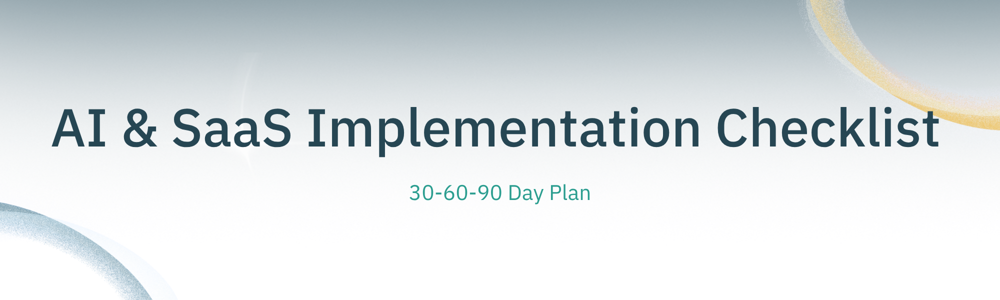 AI & SaaS Implementation Checklist
30-60-90 Day Plan